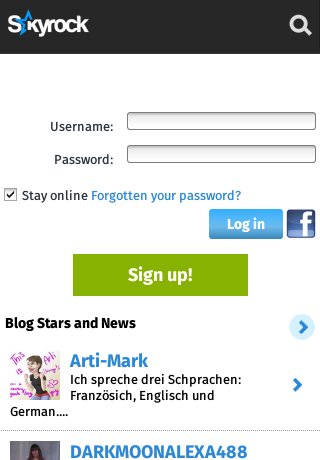 Skyrock
Username:
Password:
Stay online Forgotten your password?
Log in
Sign up!
Blog Stars and News
Arti-Mark
Ich spreche drei Schprachen:
Französich, Englisch und
German....
DARKMOONALEXA488